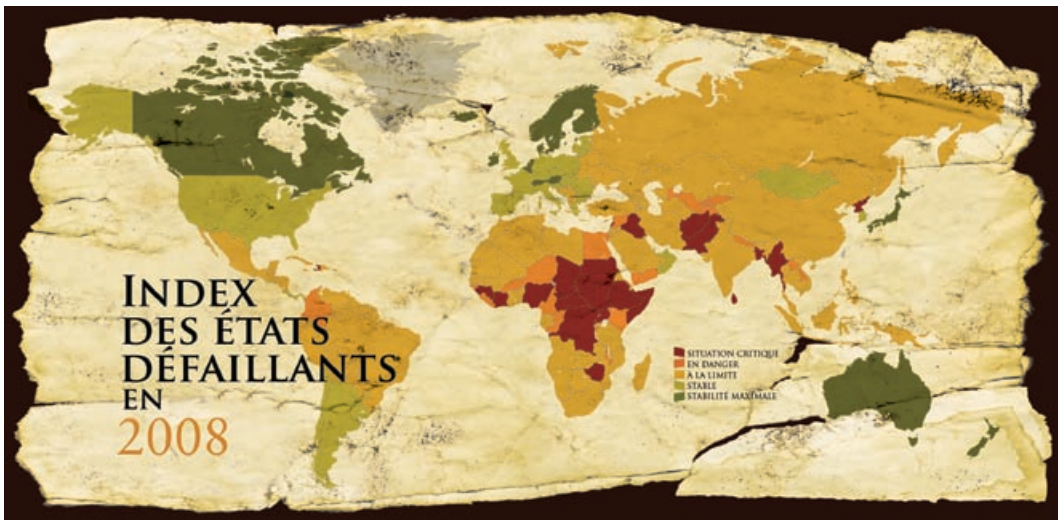 INDEX
DES ÉTATS
DÉFAILLANTS
EN
2008
SITUATION CRITIQUE
EN DANGER
À LA LIMITE
STABLE
STABILITÉ MAXIMALE